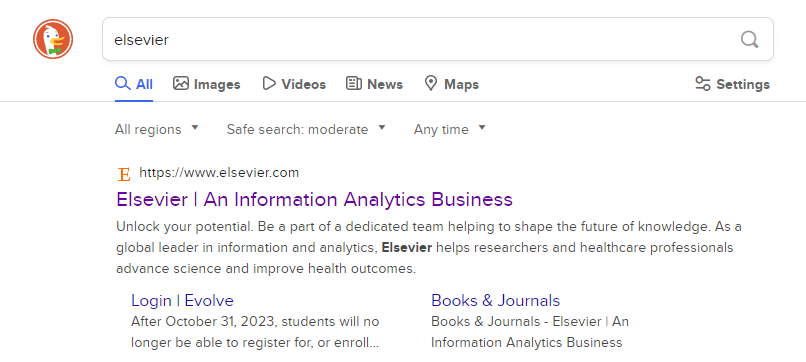 elsevier
All Images Videos News Maps Settings
All regions Safe search: moderate Any time
E https://www.elsevier.com
Elsevier | An Information Analytics Business
Unlock your potential. Be a part of a dedicated team helping to shape the future of knowledge. As a
global leader in information and analytics, Elsevier helps researchers and healthcare professionals
advance science and improve health outcomes.
Login | Evolve
After October 31, 2023, students will no
longer be able to register for, or enroll...
Books & Journals
Books & Journals - Elsevier | An
Information Analytics Business